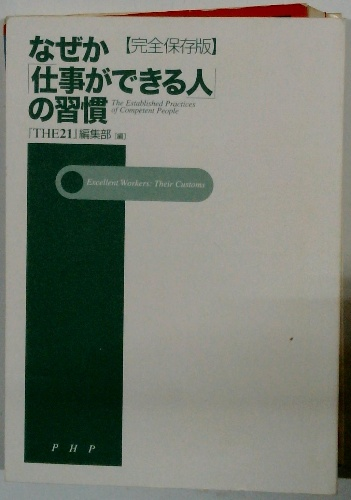 なぜか【完全保存版】
「仕事ができる人」
の習慣
The Established Practices
of Competent People
『THE21』編集部[編]
Excellent Workers: Their Customs
PHP